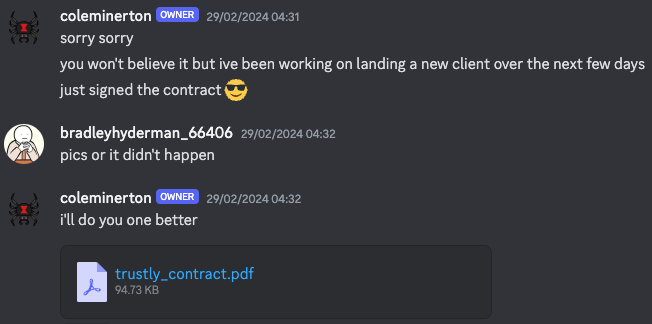 coleminerton OWNER 29/02/2024 04:31
sorry sorry
you won't believe it but ive been working on landing a new client over the next few days
just signed the contract 😎
bradleyhyderman_66406 29/02/2024 04:32
pics or it didn't happen
coleminerton OWNER 29/02/2024 04:32
i'll do you one better
trustly_contract.pdf
94.73 KB